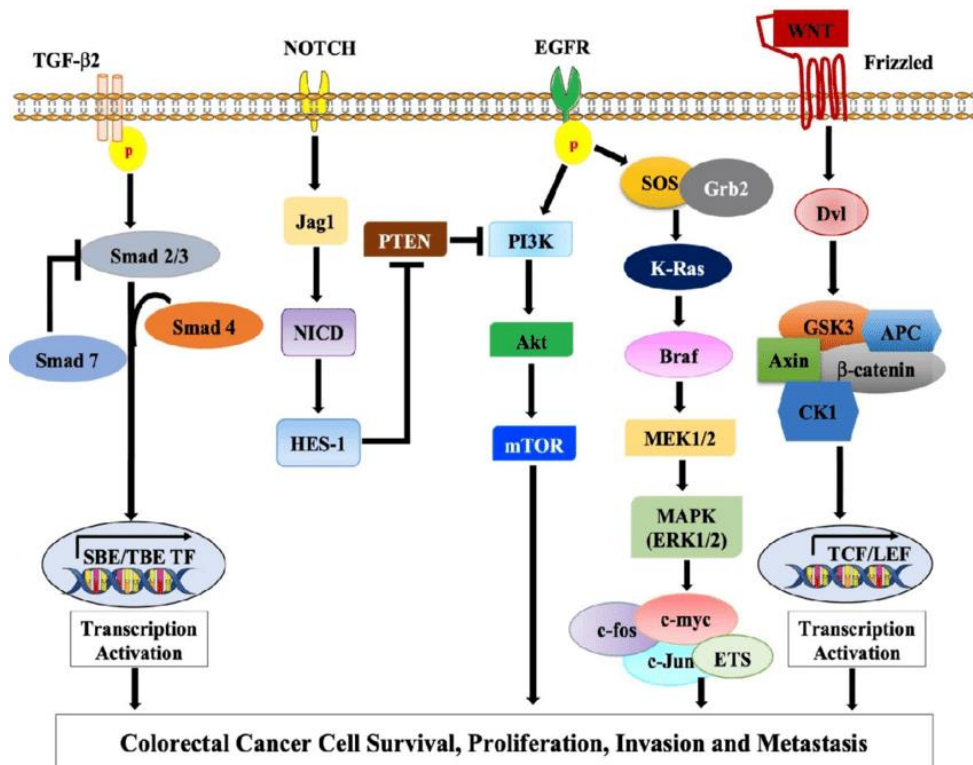 TGF-β2
NOTCH
EGFR
WNT
Frizzled
p
p
SOS
Grb2
Dvl
Jag1
PTEN
PI3K
K-Ras
Smad 2/3
Smad 4
Smad 7
NICD
Akt
Braf
GSK3
APC
Axin
β-catenin
CK1
HES-1
mTOR
MEK1/2
MAPK
(ERK1/2)
SBE/TBE TF
TCF/LEF
c-fos
c-myc
c-Jun
ETS
Transcription
Activation
Transcription
Activation
Colorectal Cancer Cell Survival, Proliferation, Invasion and Metastasis